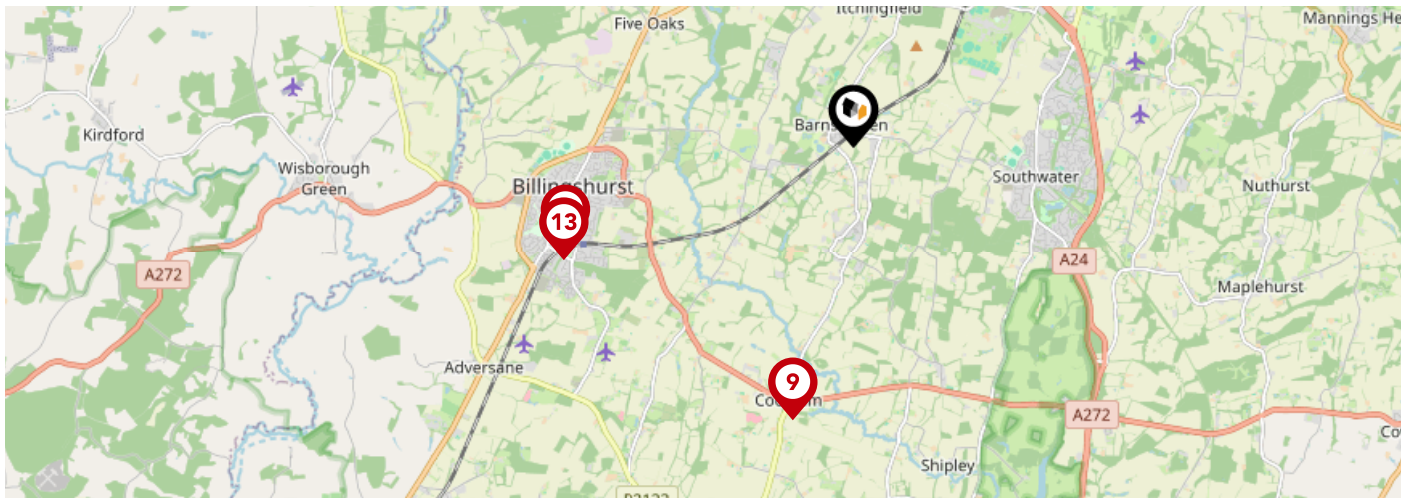 Itchingfield
Five Oaks
Mannings He
Kirdford
Wisborough
Green
Billingshurst
Southwater
Nuthurst
13
A272
A24
Maplehurst
Adversane
9
A272
Shipley